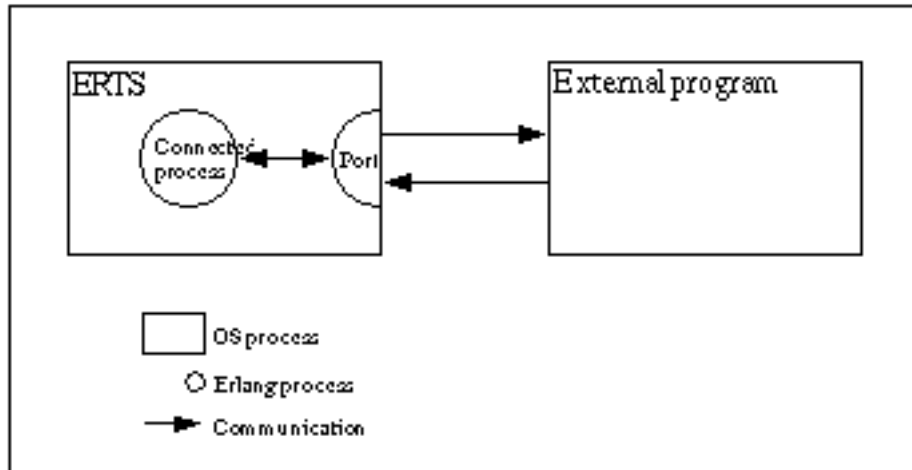 ERTS
External program
Connected
process
Port
OS process
Erlang process
Communication